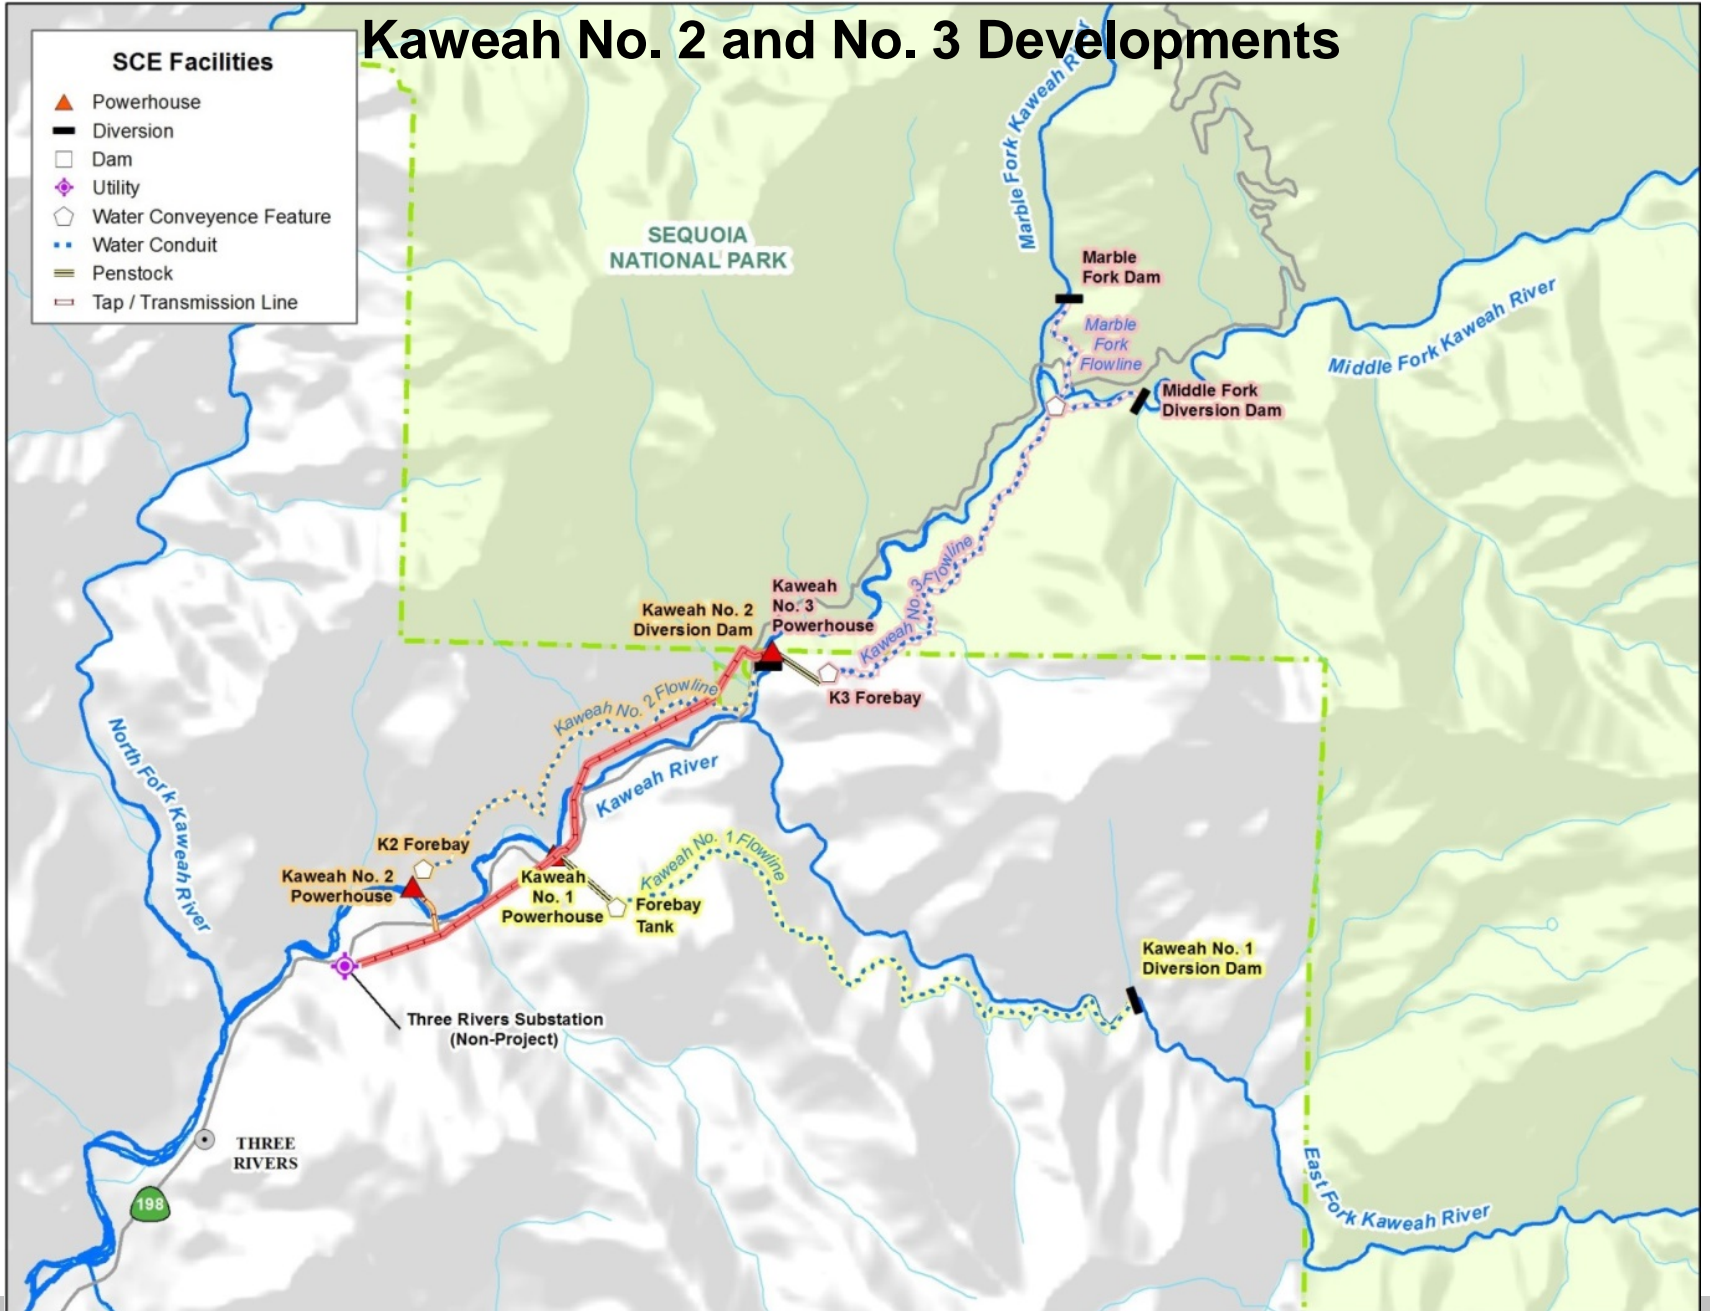 Kaweah No. 2 and No. 3 Developments
SCE Facilities
Powerhouse
Diversion
Dam
Utility
Water Conveyence Feature
Water Conduit
Penstock
Tap / Transmission Line
Marble Fork Kaweah River
SEQUOIA
NATIONAL PARK
Marble
Fork Dam
Marble
Fork
Flowline
Middle Fork Kaweah River
Middle Fork
Diversion Dam
Kaweah No. 3 Flowline
Kaweah
No. 3
Powerhouse
Kaweah No. 2
Diversion Dam
K3 Forebay
Kaweah No. 2 Flowline
North Fork Kaweah River
Kaweah River
K2 Forebay
Kaweah No. 2
Powerhouse
Kaweah
No. 1
Powerhouse
Kaweah No. 1 Flowline
Forebay
Tank
Kaweah No. 1
Diversion Dam
Three Rivers Substation
(Non-Project)
THREE
RIVERS
198
East Fork Kaweah River